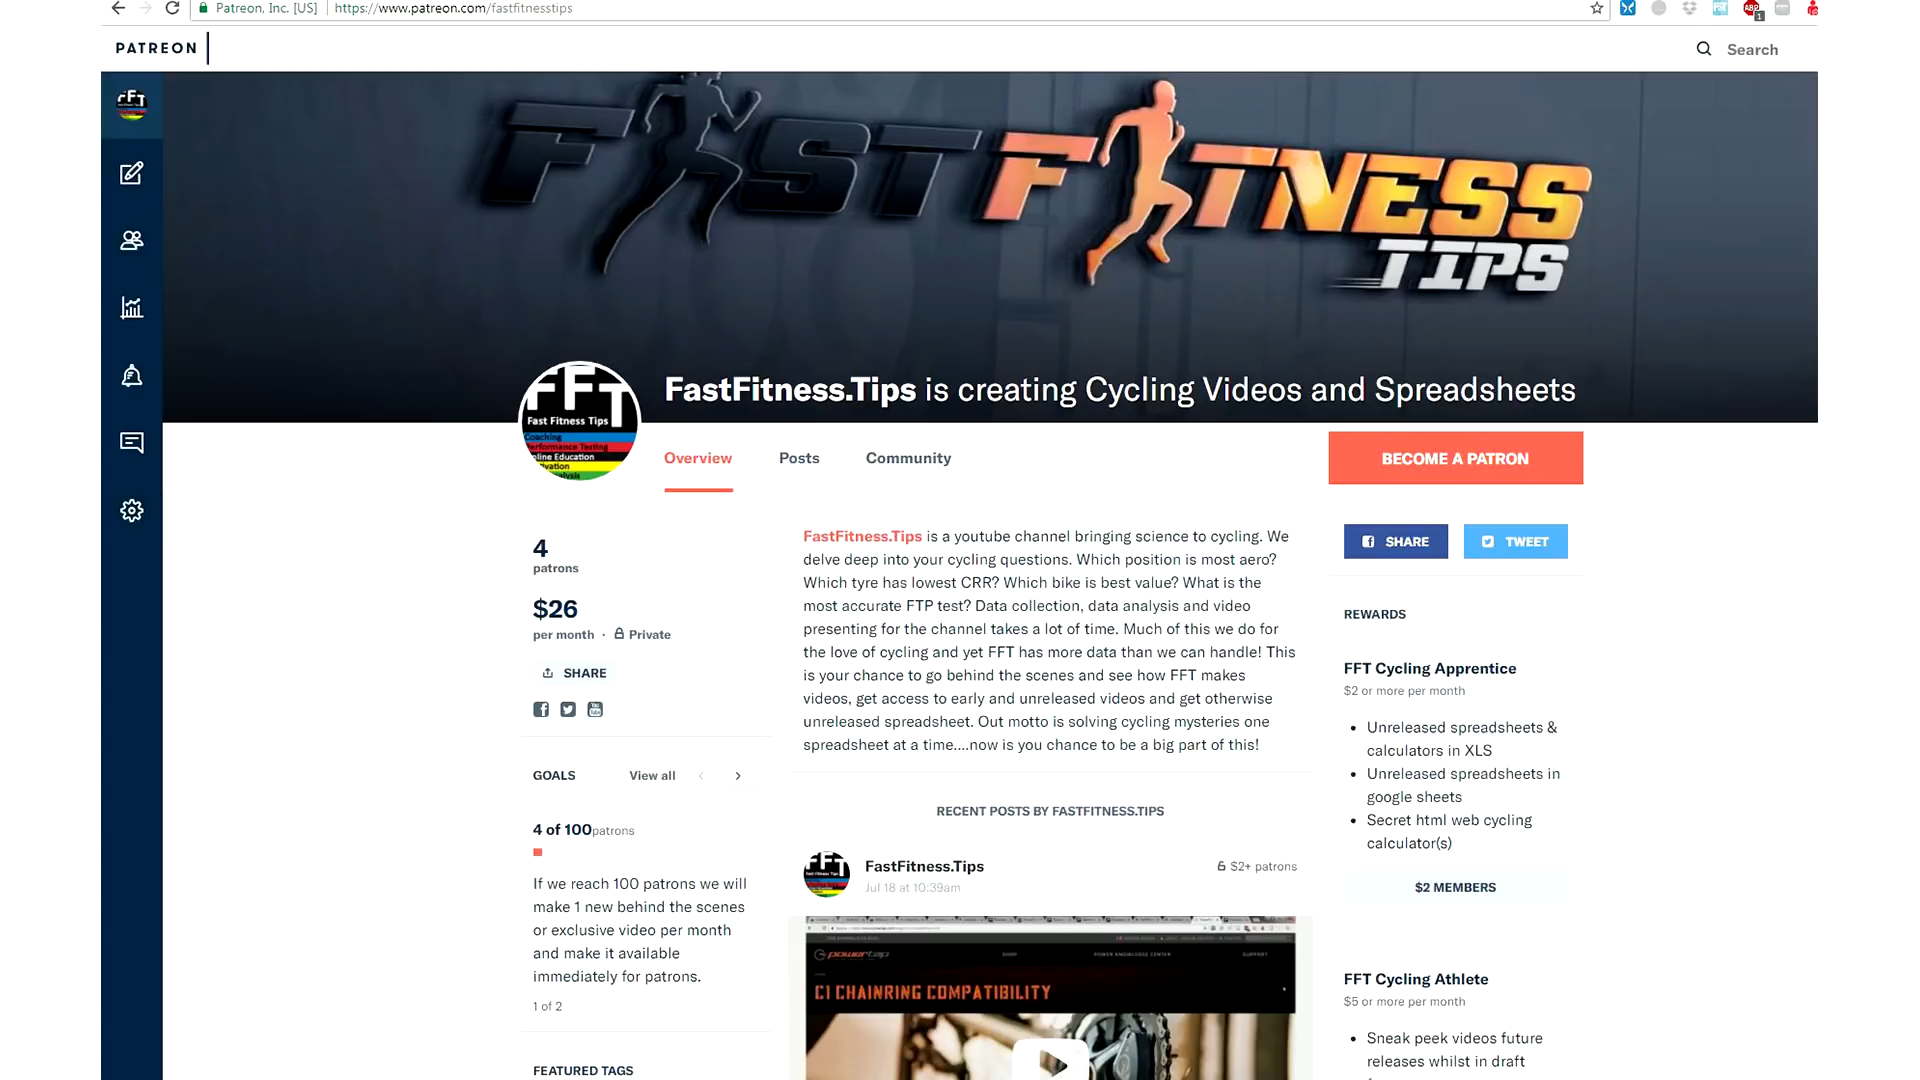 Patreon, Inc. [US]
https://www.patreon.com/fastfitnesstips
PATREON
Search
FAST FITNESS
TIPS
FFT
Fast Fitness Tips
Coaching
Performance Testing
FastFitness.Tips is creating Cycling Videos and Spreadsheets
Overview
Posts
Community
BECOME A PATRON
4
patrons
$26
per month · Private
SHARE
GOALS
View all
4 of 100 patrons
If we reach 100 patrons we will
make 1 new behind the scenes
or exclusive video per month
and make it available
immediately for patrons.
1 of 2
FEATURED TAGS
FastFitness.Tips is a youtube channel bringing science to cycling. We
delve deep into your cycling questions. Which position is most aero?
Which tyre has lowest CRR? Which bike is best value? What is the
most accurate FTP test? Data collection, data analysis and video
presenting for the channel takes a lot of time. Much of this we do for
the love of cycling and yet FFT has more data than we can handle! This
is your chance to go behind the scenes and see how FFT makes
videos, get access to early and unreleased videos and get otherwise
unreleased spreadsheet. Out motto is solving cycling mysteries one
spreadsheet at a time....now is you chance to be a big part of this!
RECENT POSTS BY FASTFITNESS.TIPS
FastFitness.Tips
Jul 18 at 10:39am
$2+ patrons
powertap
SHOP
POWER KNOWLEDGE CENTER
SUPPORT
C1 CHAINRING COMPATIBILITY
SHARE
TWEET
REWARDS
FFT Cycling Apprentice
$2 or more per month
• Unreleased spreadsheets &
calculators in XLS
• Unreleased spreadsheets in
google sheets
• Secret html web cycling
calculator(s)
$2 MEMBERS
FFT Cycling Athlete
$5 or more per month
• Sneak peek videos future
releases whilst in draft